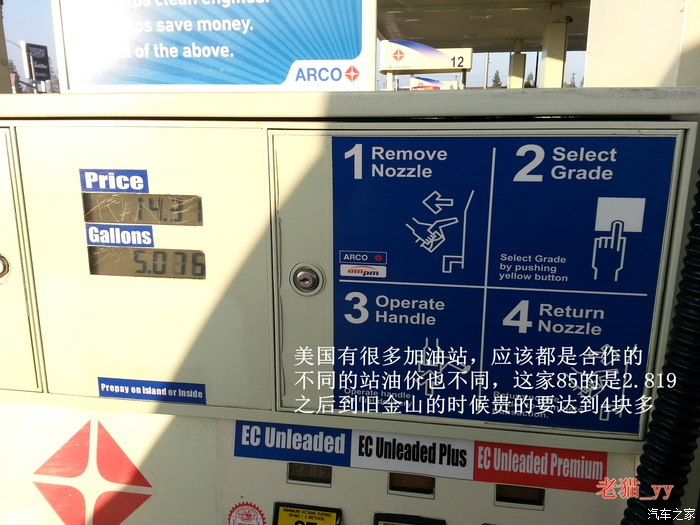 clean engines.
save money.
of the above.
ARCO
12
Price
14.31
Gallons
5.076
Prepay on island or inside
1 Remove
Nozzle
ARCO
ampm
2 Select
Grade
Select Grade
by pushing
yellow button
3 Operate
Handle
Operate handle
4 Return
Nozzle
美国有很多加油站，应该都是合作的
不同的站油价也不同，这家85的是2.819
之后到旧金山的时候贵的要达到4块多
EC Unleaded
EC Unleaded Plus
EC Unleaded Premium
老猫_yy
汽车之家